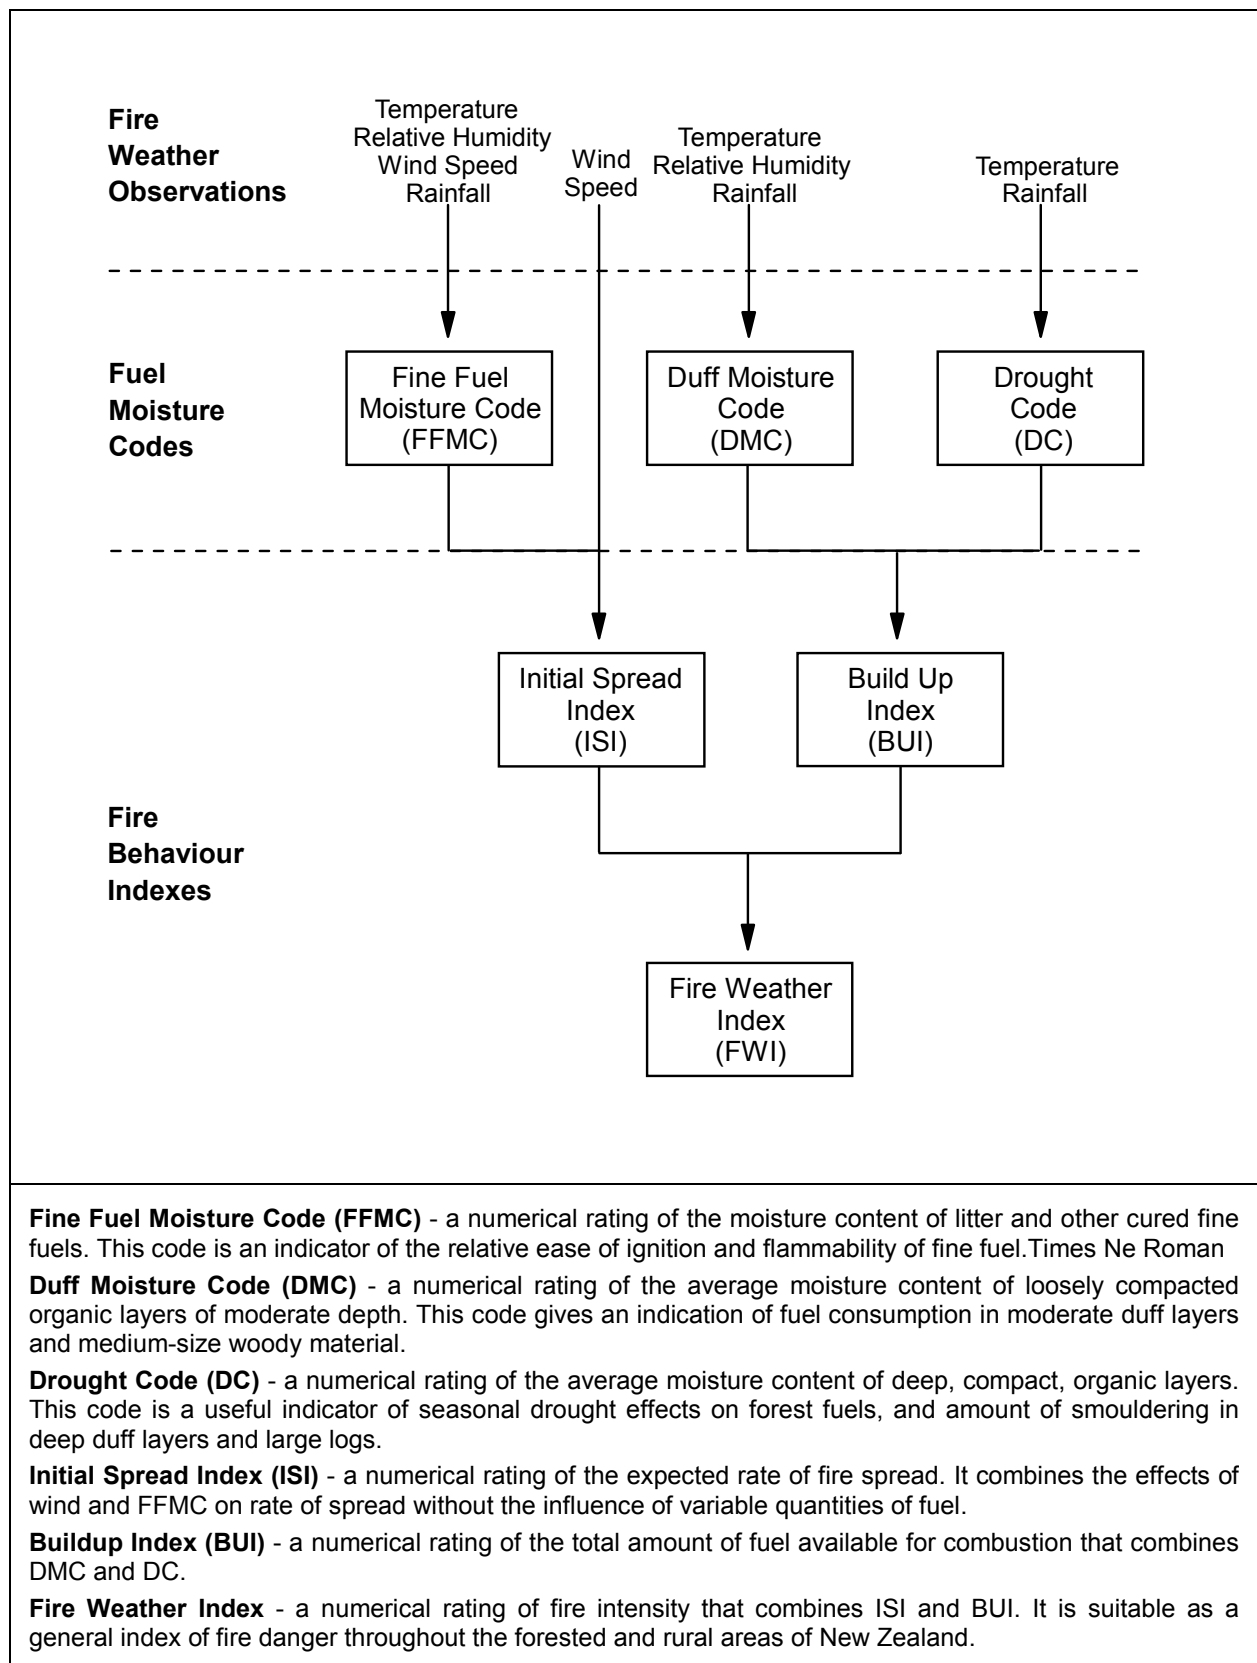 Fire
Weather
Observations
Temperature
Relative Humidity
Wind Speed
Rainfall
Wind
Speed
Temperature
Relative Humidity
Rainfall
Temperature
Rainfall
Fuel
Moisture
Codes
Fine Fuel
Moisture Code
(FFMC)
Duff Moisture
Code
(DMC)
Drought
Code
(DC)
Initial Spread
Index
(ISI)
Build Up
Index
(BUI)
Fire
Behaviour
Indexes
Fire Weather
Index
(FWI)
Fine Fuel Moisture Code (FFMC) - a numerical rating of the moisture content of litter and other cured fine
fuels. This code is an indicator of the relative ease of ignition and flammability of fine fuel.Times Ne Roman
Duff Moisture Code (DMC) - a numerical rating of the average moisture content of loosely compacted
organic layers of moderate depth. This code gives an indication of fuel consumption in moderate duff layers
and medium-size woody material.
Drought Code (DC) - a numerical rating of the average moisture content of deep, compact, organic layers.
This code is a useful indicator of seasonal drought effects on forest fuels, and amount of smouldering in
deep duff layers and large logs.
Initial Spread Index (ISI) - a numerical rating of the expected rate of fire spread. It combines the effects of
wind and FFMC on rate of spread without the influence of variable quantities of fuel.
Buildup Index (BUI) - a numerical rating of the total amount of fuel available for combustion that combines
DMC and DC.
Fire Weather Index - a numerical rating of fire intensity that combines ISI and BUI. It is suitable as a
general index of fire danger throughout the forested and rural areas of New Zealand.